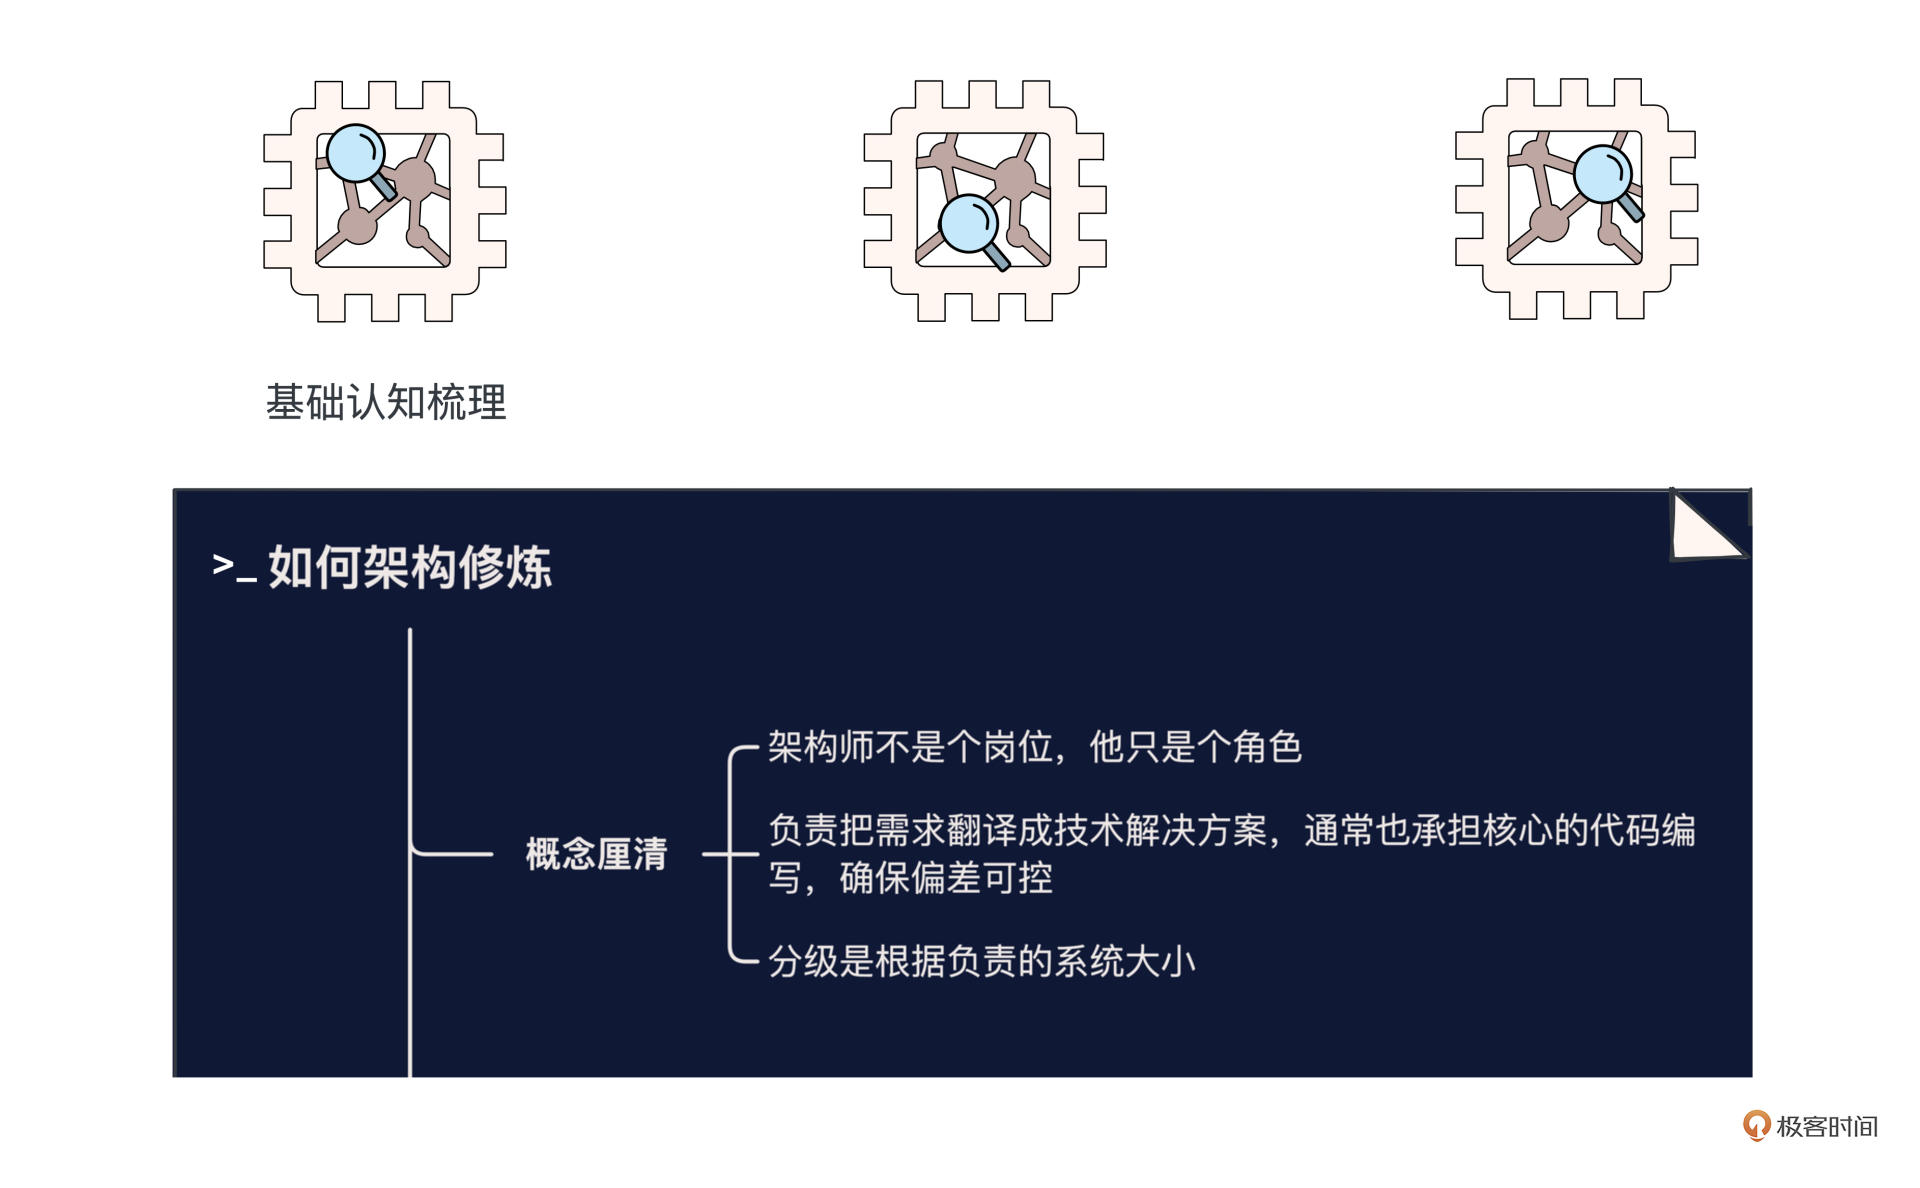 基础认知梳理
>_ 如何架构修炼
架构师不是个岗位，他只是个角色
负责把需求翻译成技术解决方案，通常也承担核心的代码编
写，确保偏差可控
概念厘清
分级是根据负责的系统大小
极客时间